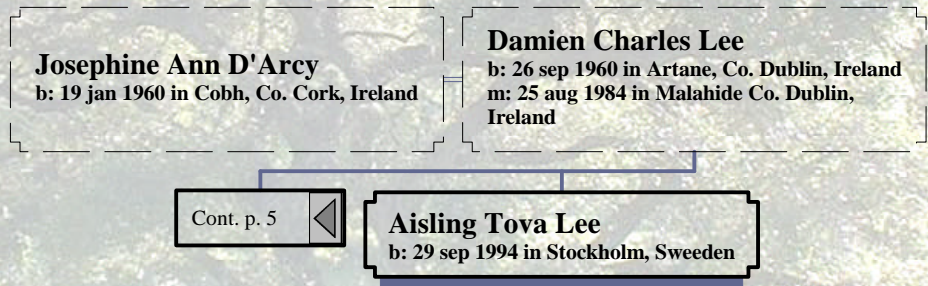 Josephine Ann D'Arcy
b: 19 jan 1960 in Cobh, Co. Cork, Ireland
Damien Charles Lee
b: 26 sep 1960 in Artane, Co. Dublin, Ireland
m: 25 aug 1984 in Malahide Co. Dublin,
Ireland
Cont. p. 5
Aisling Tova Lee
b: 29 sep 1994 in Stockholm, Sweeden